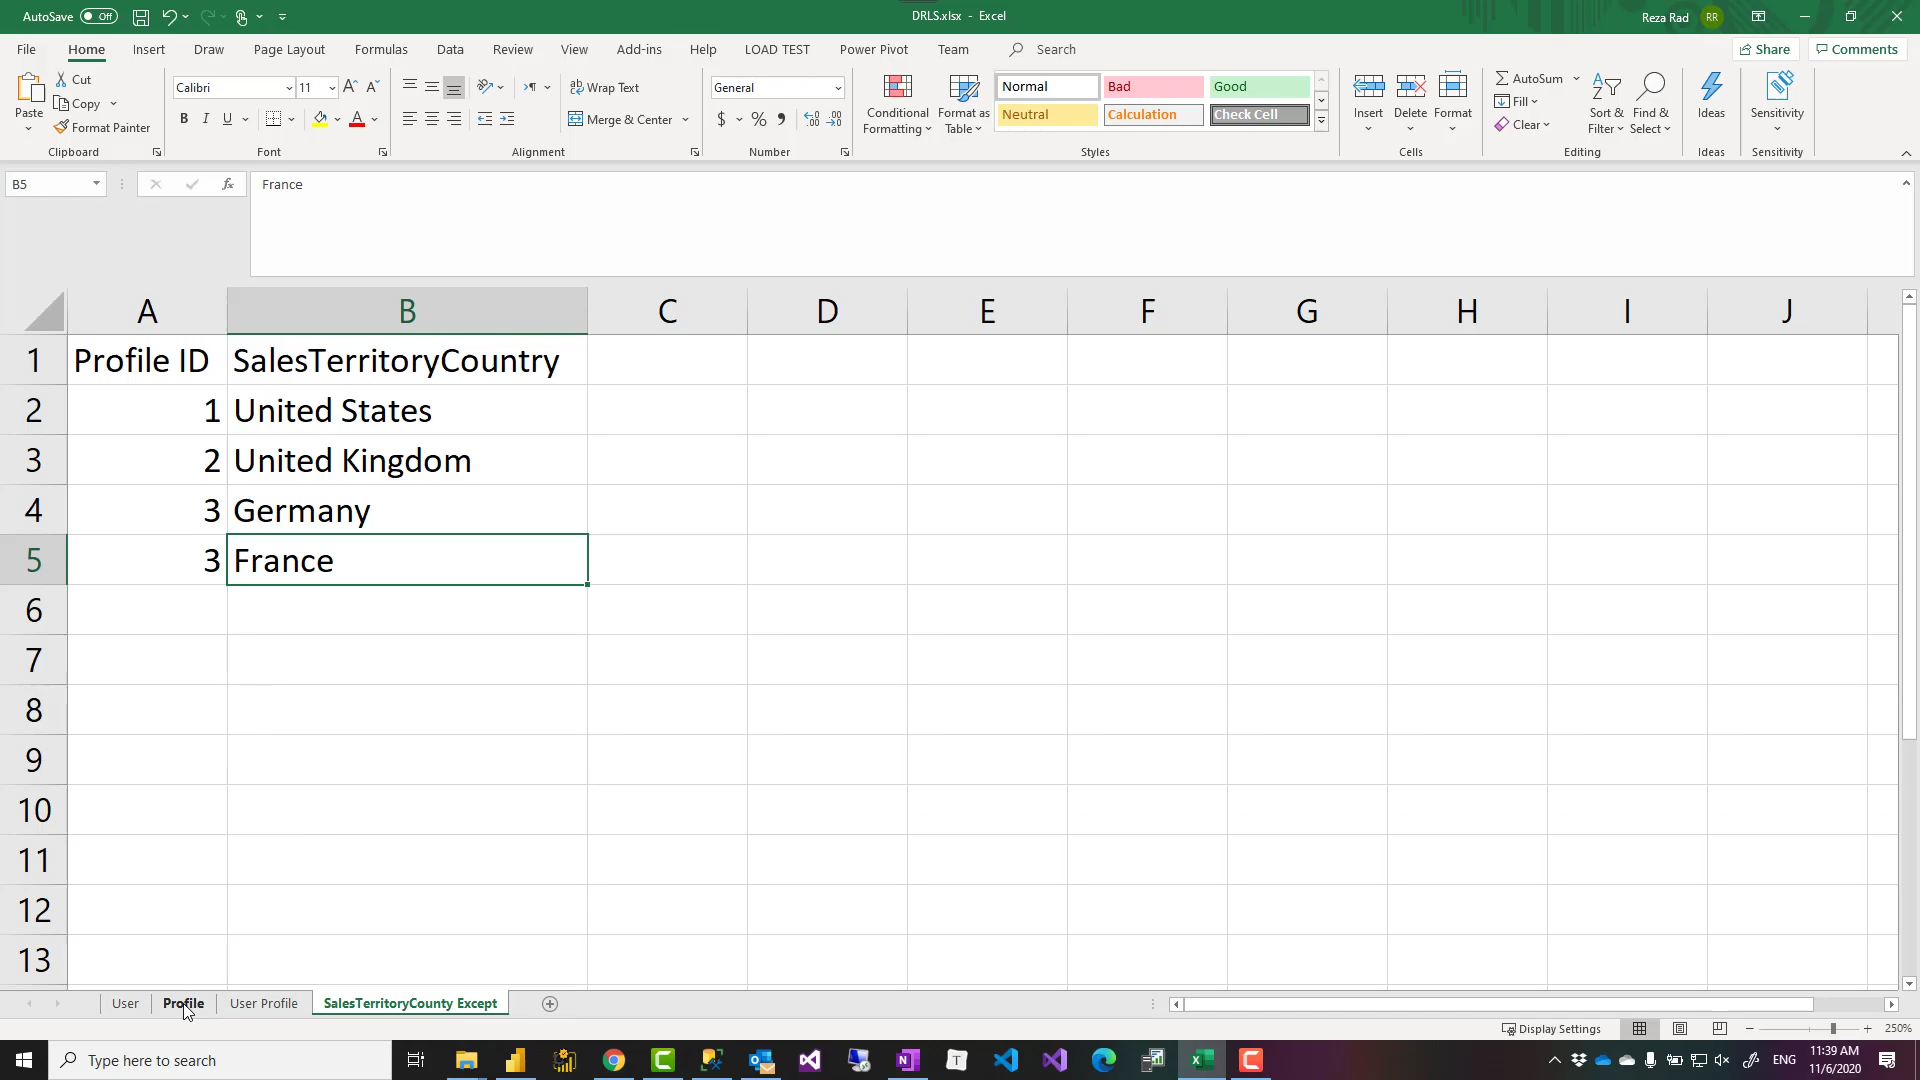 AutoSave Off
DRLS.xlsx - Excel
Reza Rad RR
File Home Insert Draw Page Layout Formulas Data Review View Add-ins Help LOAD TEST Power Pivot Team Search
Share Comments
Paste
Cut
Copy
Format Painter
Clipboard
Calibri 11
B I U
Font
Wrap Text
Merge & Center
Alignment
General
$ % 9
Number
Conditional Formatting
Format as Table
Normal Bad Good
Neutral Calculation Check Cell
Styles
Insert Delete Format
Cells
AutoSum
Fill
Clear
Sort & Filter
Find & Select
Editing
Ideas
Ideas
Sensitivity
Sensitivity
B5 fx France
A B C D E F G H I J
1 Profile ID SalesTerritoryCountry
2 1 United States
3 2 United Kingdom
4 3 Germany
5 3 France
6
7
8
9
10
11
12
13
User Profile User Profile SalesTerritoryCounty Except
Display Settings 250%
Type here to search
ENG 11:39 AM
11/6/2020